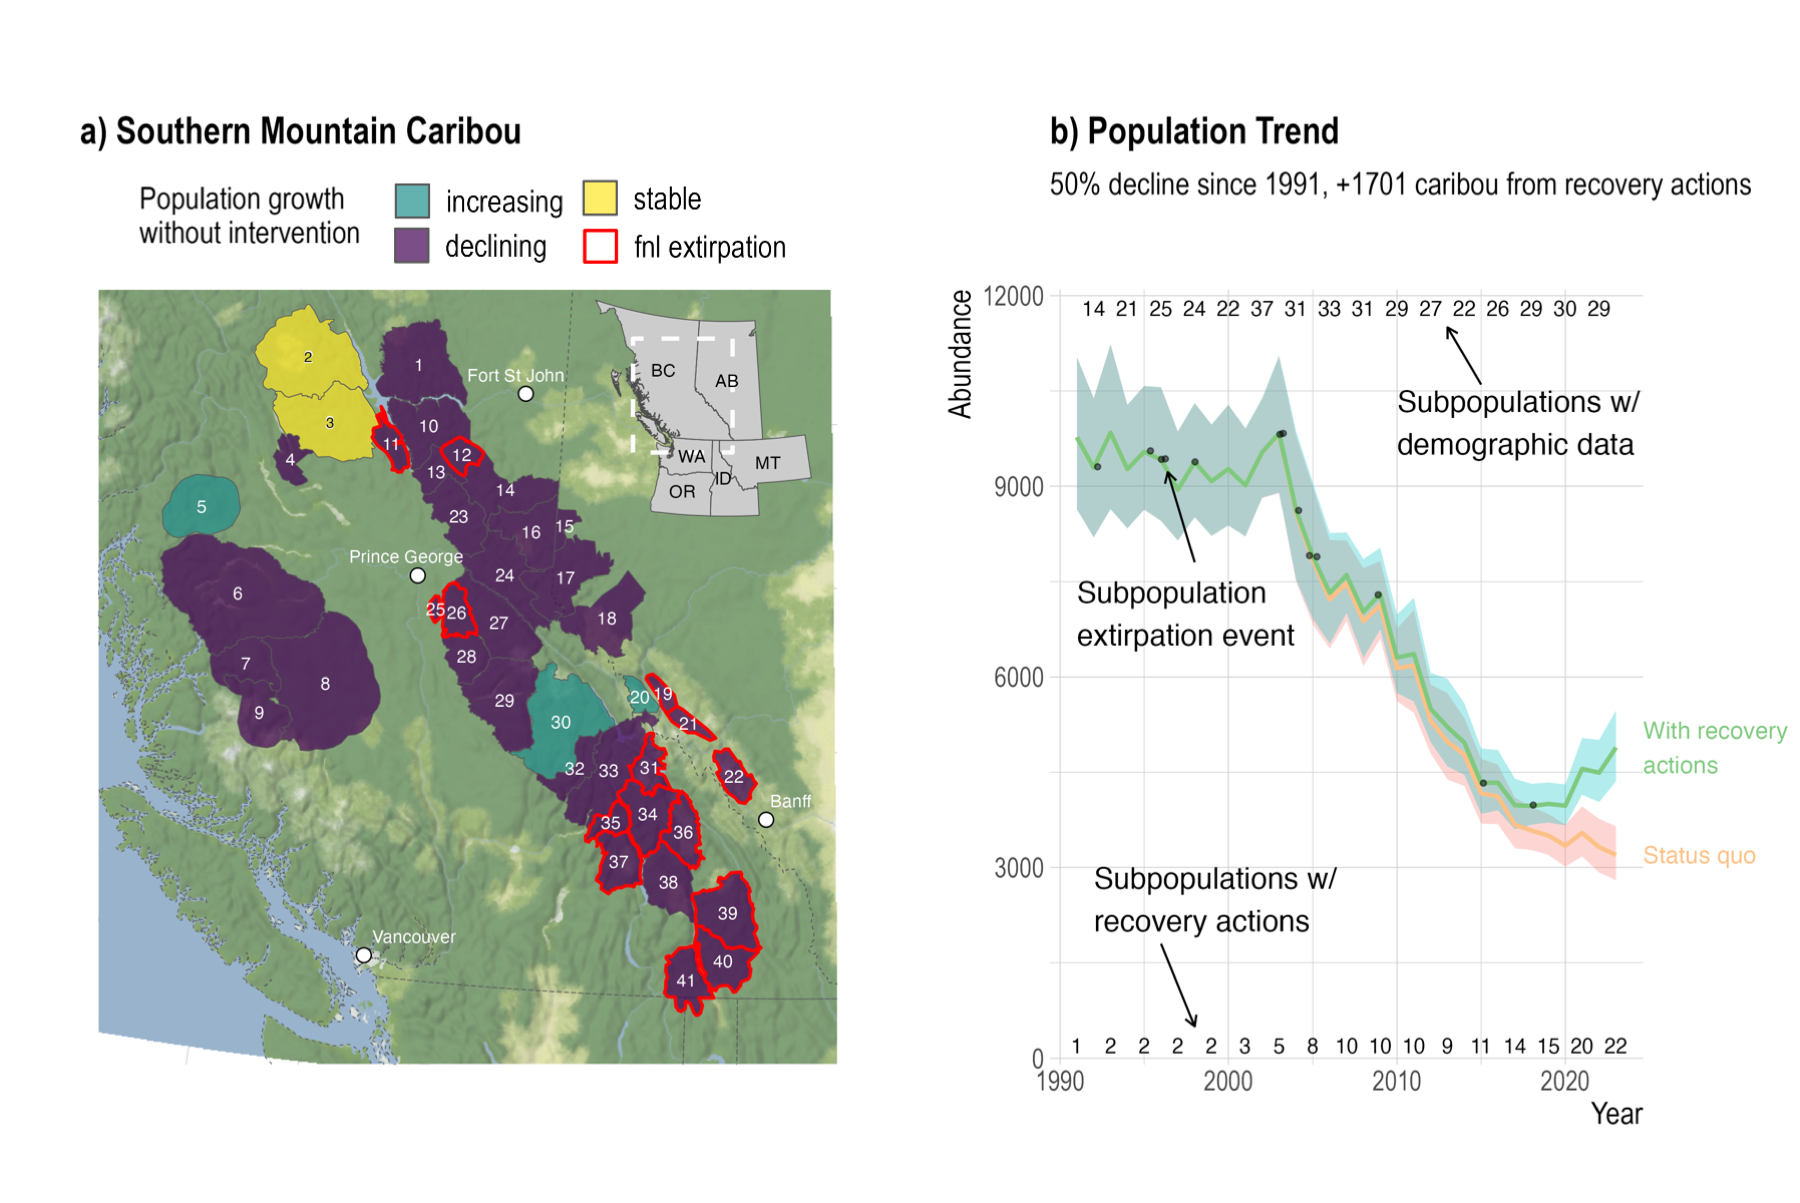 a) Southern Mountain Caribou
Population growth
without intervention
increasing
stable
declining
fnl extirpation
1
2
3
4
5
6
7
8
9
10
11
12
13
14
15
16
17
18
19
20
21
22
23
24
25
26
27
28
29
30
31
32
33
34
35
36
37
38
39
40
41
Fort St John
Prince George
Banff
Vancouver
BC
AB
WA
MT
OR
ID
b) Population Trend
50% decline since 1991, +1701 caribou from recovery actions
Abundance
12000
9000
6000
3000
0
14 21 25 24 22 37 31 33 31 29 27 22 26 29 30 29
Subpopulations w/
demographic data
Subpopulation
extirpation event
With recovery
actions
Status quo
Subpopulations w/
recovery actions
1 2 2 2 2 3 5 8 10 10 10 9 11 14 15 20 22
1990 2000 2010 2020
Year